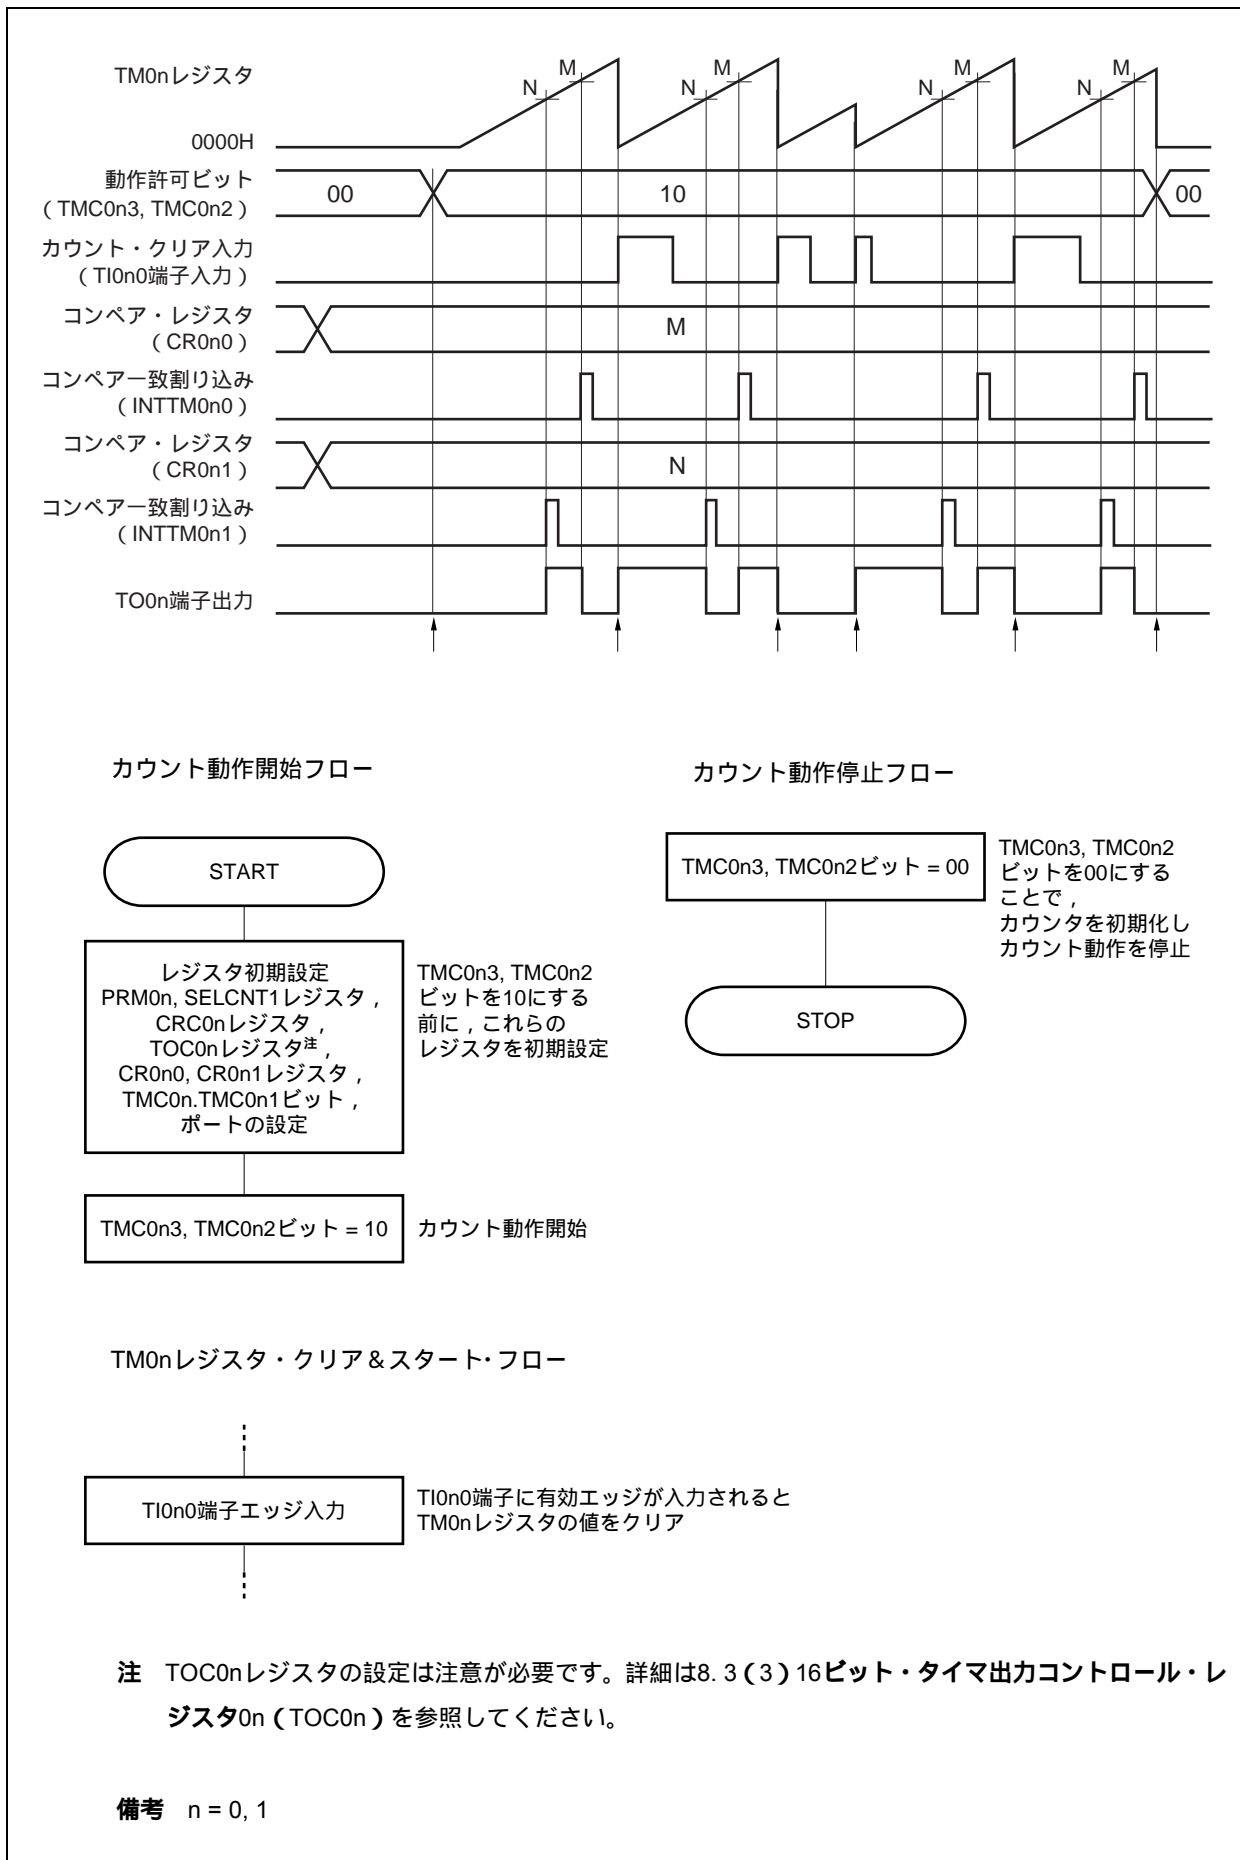 TM0nレジスタ
N M N M N M N M
0000H
動作許可ビット
（TMC0n3, TMC0n2）
00 10 00
カウント・クリア入力
（TI0n0端子入力）
コンペア・レジスタ
（CR0n0）
M
コンペア一致割り込み
（INTTM0n0）
コンペア・レジスタ
（CR0n1）
N
コンペア一致割り込み
（INTTM0n1）
TO0n端子出力
カウント動作開始フロー
START
レジスタ初期設定
PRM0n, SELCNT1レジスタ，
CRC0nレジスタ，
TOC0nレジスタ注，
CR0n0, CR0n1レジスタ，
TMC0n.TMC0n1ビット，
ポートの設定
TMC0n3, TMC0n2
ビットを10にする
前に，これらの
レジスタを初期設定
TMC0n3, TMC0n2ビット = 10
カウント動作開始
カウント動作停止フロー
TMC0n3, TMC0n2ビット = 00
TMC0n3, TMC0n2
ビットを00にする
ことで，
カウンタを初期化し
カウント動作を停止
STOP
TM0nレジスタ・クリア＆スタート・フロー
TI0n0端子エッジ入力
TI0n0端子に有効エッジが入力されると
TM0nレジスタの値をクリア
注　TOC0nレジスタの設定は注意が必要です。詳細は8. 3（3）16ビット・タイマ出力コントロール・レ
ジスタ0n（TOC0n）を参照してください。
備考　n = 0, 1